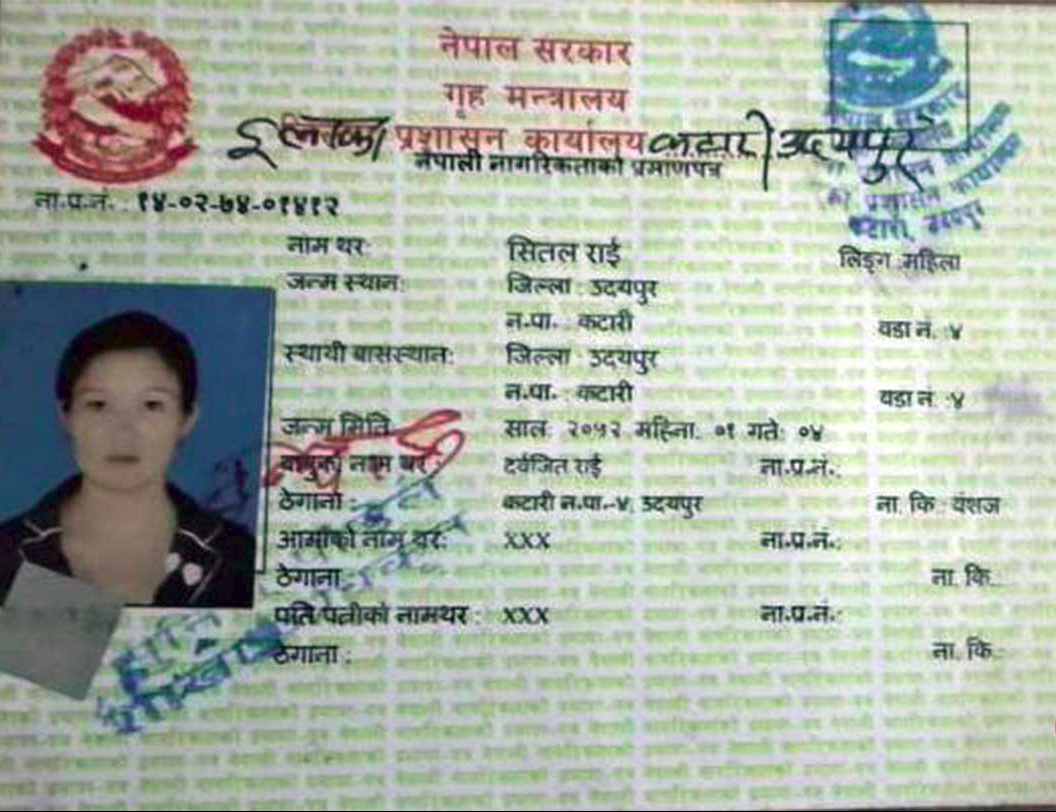 नेपाल सरकार
गृह मन्त्रालय
इलाका प्रशासन कार्यालय कटारी उदयपुर
नेपाली नागरिकताको प्रमाणपत्र
ना.प्र.नं. : १४-०२-७४-०१४१२
नाम थर: सितल राई लिङ्ग :महिला
जन्म स्थान: जिल्ला : उदयपुर
न.पा. : कटारी वडा नं. :४
स्थायी बासस्थान: जिल्ला : उदयपुर
न.पा. : कटारी वडा नं. :४
जन्म मिति साल: २०५२ महिना: ०१ गते: ०४
बाबुको नाम थर : राई ना.प्र.नं.:
ठेगाना : कटारी न.पा.-४, उदयपुर ना. कि : वंशज
आमाको नाम थर: XXX ना.प्र.नं.:
ठेगाना : ना. कि :
पति/पत्नीको नामथर : XXX ना.प्र.नं.:
ठेगाना : ना. कि :
प्रशासन कार्यालय
कटारी, उदयपुर